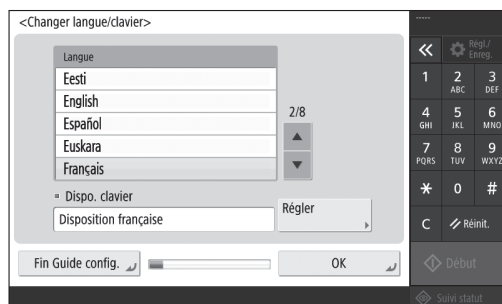 <Changer langue/clavier>
Langue
Eesti
English
Español
Euskara
Français
2/8
Dispo. clavier
Disposition française
Régler
Fin Guide config.
OK
-----
Régl./
Enreg.
1
2
ABC
3
DEF
4
GHI
5
JKL
6
MNO
7
PQRS
8
TUV
9
WXYZ
*
0
#
C
Réinit.
Début
Suivi statut